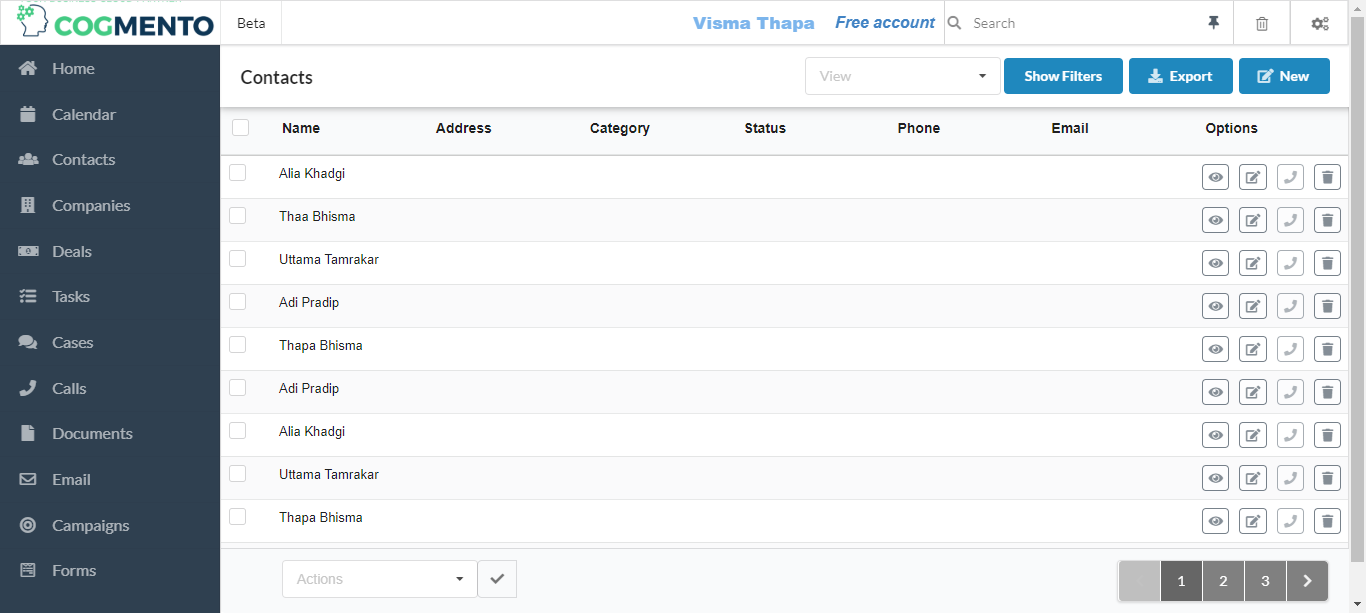 COGMENTO
Beta
Visma Thapa
Free account
Search
Home
Calendar
Contacts
Companies
Deals
Tasks
Cases
Calls
Documents
Email
Campaigns
Forms
Contacts
View
Show Filters
Export
New
Name Address Category Status Phone Email Options
Alia Khadgi
Thaa Bhisma
Uttama Tamrakar
Adi Pradip
Thapa Bhisma
Adi Pradip
Alia Khadgi
Uttama Tamrakar
Thapa Bhisma
Actions
1 2 3